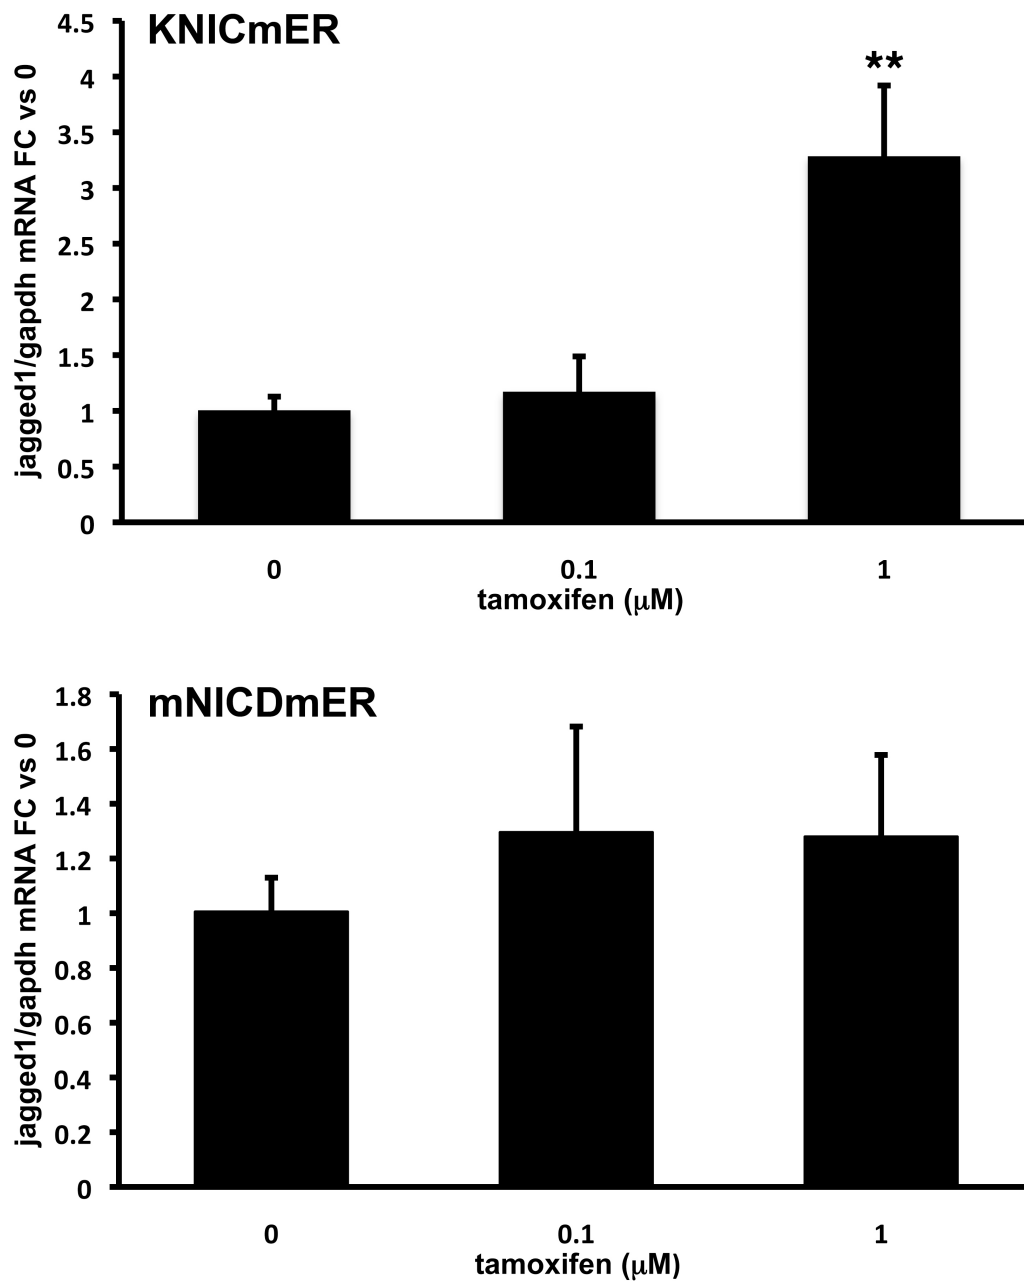 KNICmER
jagged1/gapdh mRNA FC vs 0
4.5
4
3.5
3
2.5
2
1.5
1
0.5
0
**
0 0.1 1
tamoxifen (μM)
mNICDmER
jagged1/gapdh mRNA FC vs 0
1.8
1.6
1.4
1.2
1
0.8
0.6
0.4
0.2
0
0 0.1 1
tamoxifen (μM)